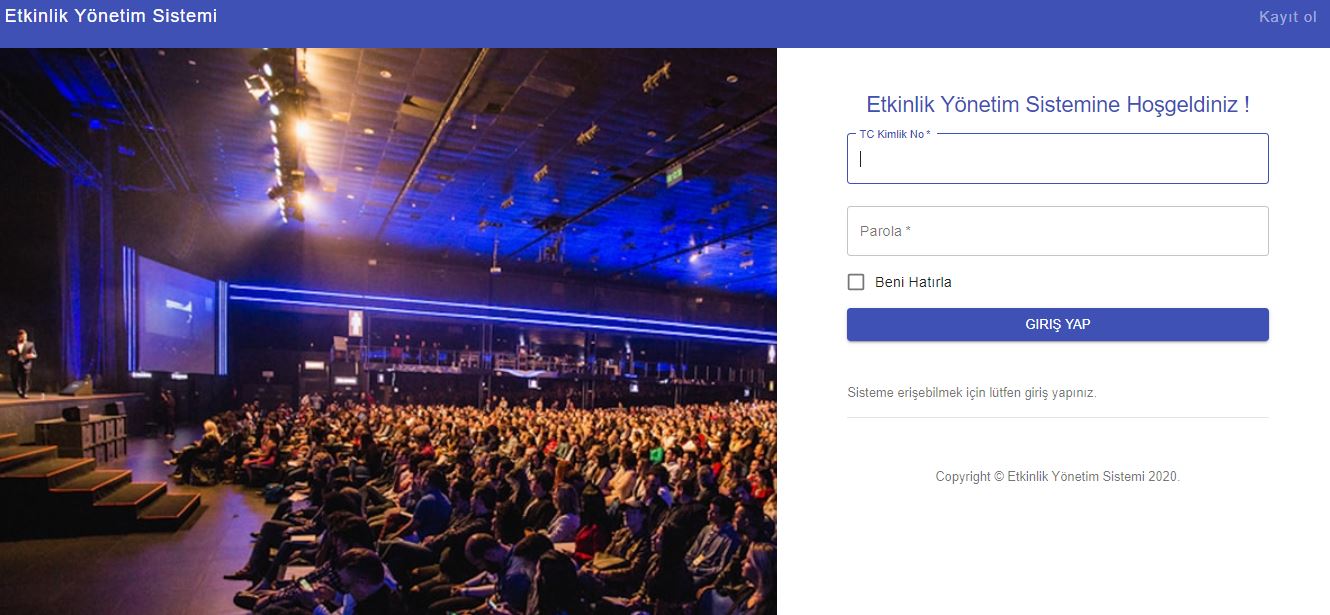 Etkinlik Yönetim Sistemi
Kayıt ol
Etkinlik Yönetim Sistemine Hoşgeldiniz !
TC Kimlik No *
Parola *
Beni Hatırla
GIRIŞ YAP
Sisteme erişebilmek için lütfen giriş yapınız.
Copyright © Etkinlik Yönetim Sistemi 2020.